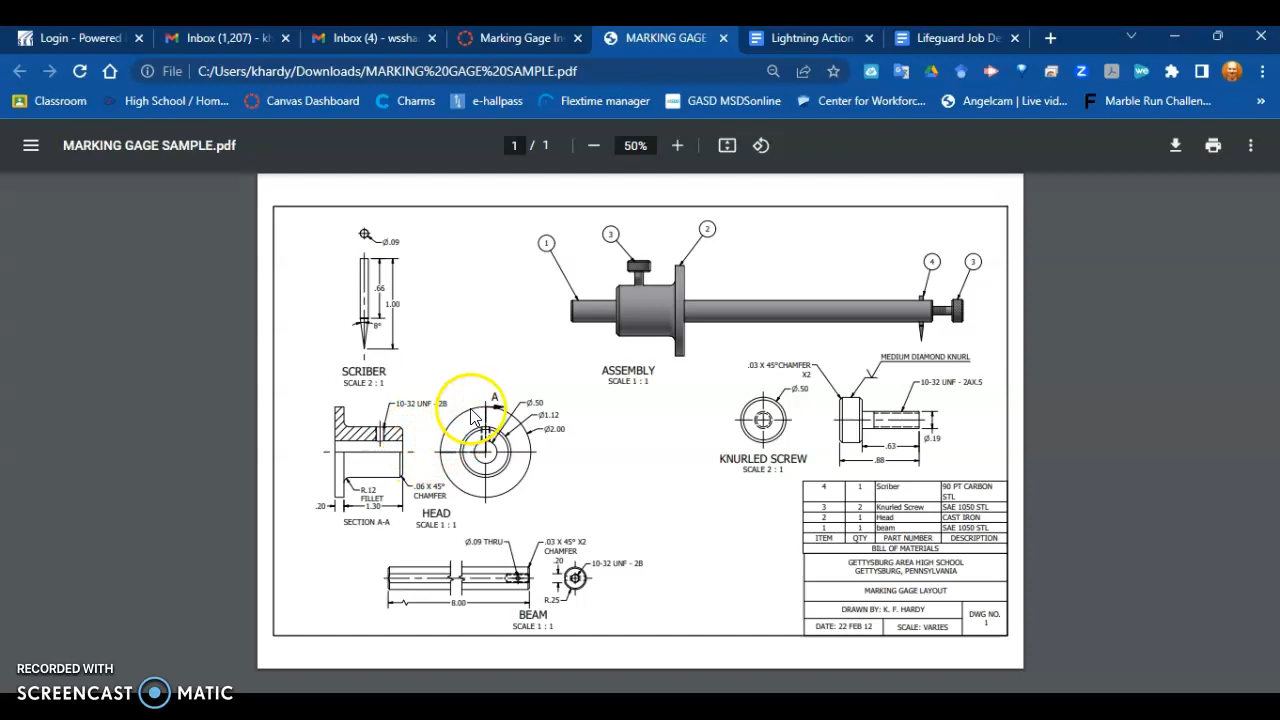 Login - Powered
Inbox (1,207) - kh
Inbox (4) - wssha
Marking Gage In
MARKING GAGE
Lightning Action
Lifeguard Job De
File
C:/Users/khardy/Downloads/MARKING%20GAGE%20SAMPLE.pdf
Classroom
High School / Hom...
Canvas Dashboard
Charms
e-hallpass
Flextime manager
GASD MSDSonline
Center for Workforc...
Angelcam | Live vid...
Marble Run Challen...
»
MARKING GAGE SAMPLE.pdf
1 / 1
50%
Ø.09
.66
1.00
8°
SCRIBER
SCALE 2 : 1
1
3
2
4
3
ASSEMBLY
SCALE 1 : 1
10-32 UNF - 2B
R.12
FILLET
.06 X 45°
CHAMFER
.20
1.30
SECTION A-A
A
Ø.50
Ø1.12
Ø2.00
HEAD
SCALE 1 : 1
.03 X 45°CHAMFER
X2
MEDIUM DIAMOND KNURL
Ø.50
10-32 UNF - 2AX.5
Ø.19
.63
.88
KNURLED SCREW
SCALE 2 : 1
Ø.09 THRU
.03 X 45° X2
CHAMFER
.20
10-32 UNF - 2B
R.25
8.00
BEAM
SCALE 1 : 1
4 1 Scriber 90 PT CARBON
STL
3 2 Knurled Screw SAE 1050 STL
2 1 Head CAST IRON
1 1 beam SAE 1050 STL
ITEM QTY PART NUMBER DESCRIPTION
BILL OF MATERIALS
GETTYSBURG AREA HIGH SCHOOL
GETTYSBURG, PENNSYLVANIA
MARKING GAGE LAYOUT
DRAWN BY: K. F. HARDY
DWG NO.
1
DATE: 22 FEB 12
SCALE: VARIES
RECORDED WITH
SCREENCAST MATIC